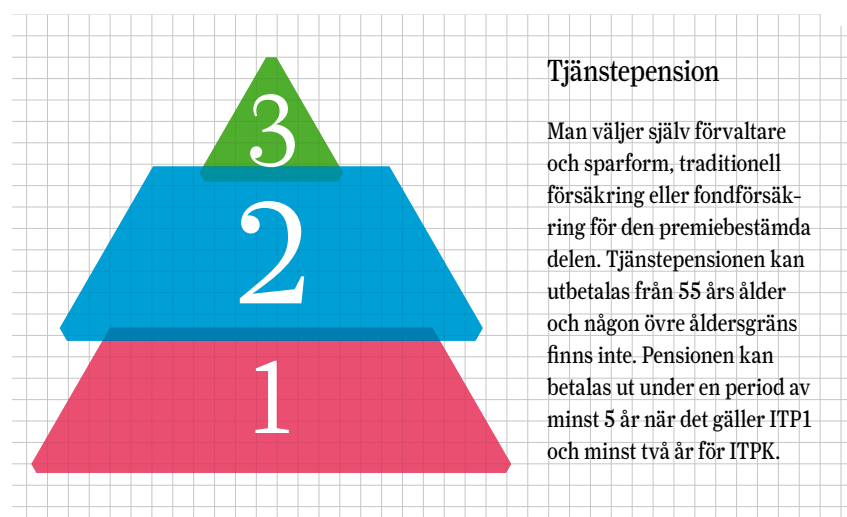 3
2
1
Tjänstepension
Man väljer själv förvaltare
och sparform, traditionell
försäkring eller fondförsäk-
ring för den premiebestämda
delen. Tjänstepensionen kan
utbetalas från 55 års ålder
och någon övre åldersgräns
finns inte. Pensionen kan
betalas ut under en period av
minst 5 år när det gäller ITP1
och minst två år för ITPK.